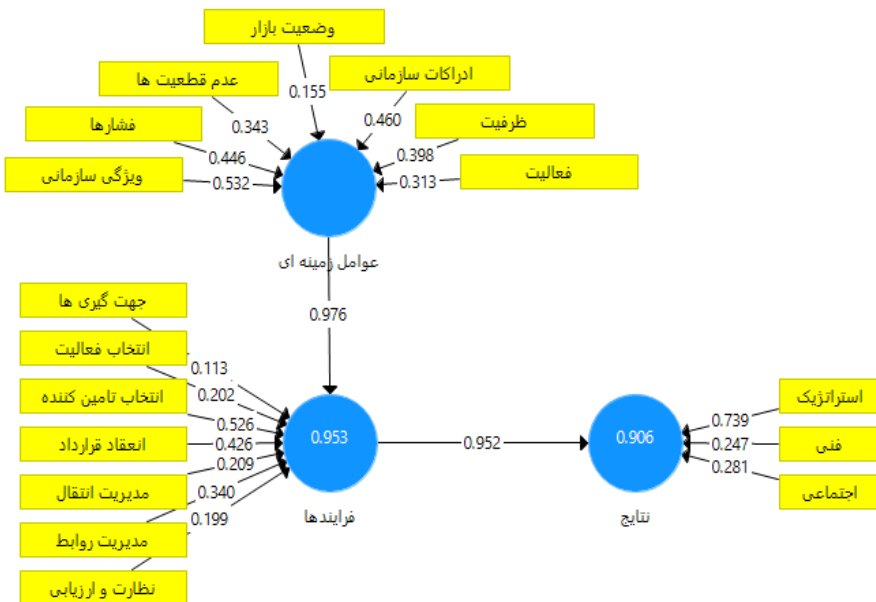 وضعیت بازار
عدم قطعیت ها
ادراکات سازمانی
0.155
0.343
0.460
فشارها
ظرفیت
0.446
0.398
ویژگی سازمانی
0.532
0.313
فعالیت
عوامل زمینه ای
0.976
جهت گیری ها
انتخاب فعالیت
انتخاب تامین کننده
انعقاد قرارداد
مدیریت انتقال
مدیریت روابط
نظارت و ارزیابی
0.113
0.202
0.526
0.426
0.209
0.340
0.199
0.953
فرایندها
0.952
0.906
نتایج
0.739
0.247
0.281
استراتژیک
فنی
اجتماعی